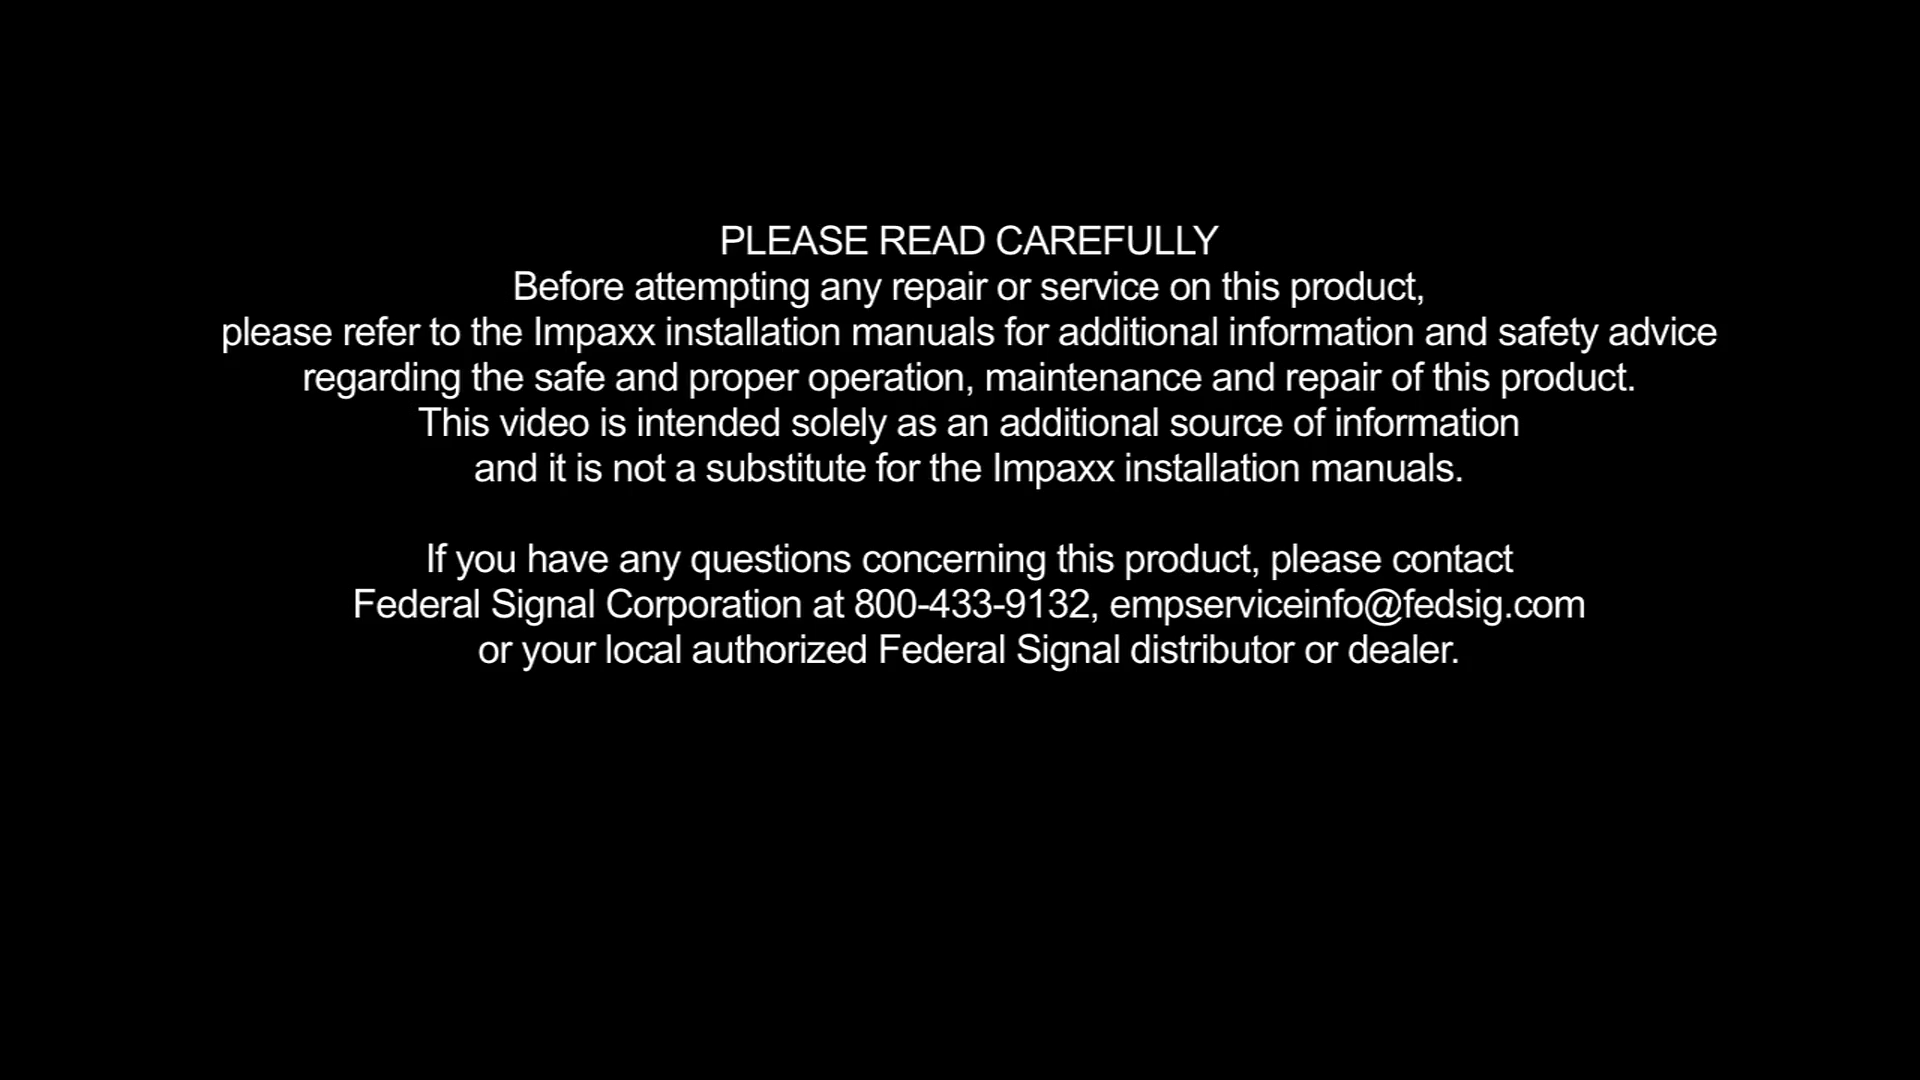 PLEASE READ CAREFULLY
Before attempting any repair or service on this product,
please refer to the Impaxx installation manuals for additional information and safety advice
regarding the safe and proper operation, maintenance and repair of this product.
This video is intended solely as an additional source of information
and it is not a substitute for the Impaxx installation manuals.
If you have any questions concerning this product, please contact
Federal Signal Corporation at 800-433-9132, empserviceinfo@fedsig.com
or your local authorized Federal Signal distributor or dealer.